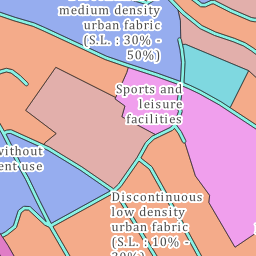 medium density
urban fabric
(S.L. : 30% -
50%)
Sports and
leisure
facilities
without
ent use
Discontinuous
low density
urban fabric
(S.L. : 10% -
30%)